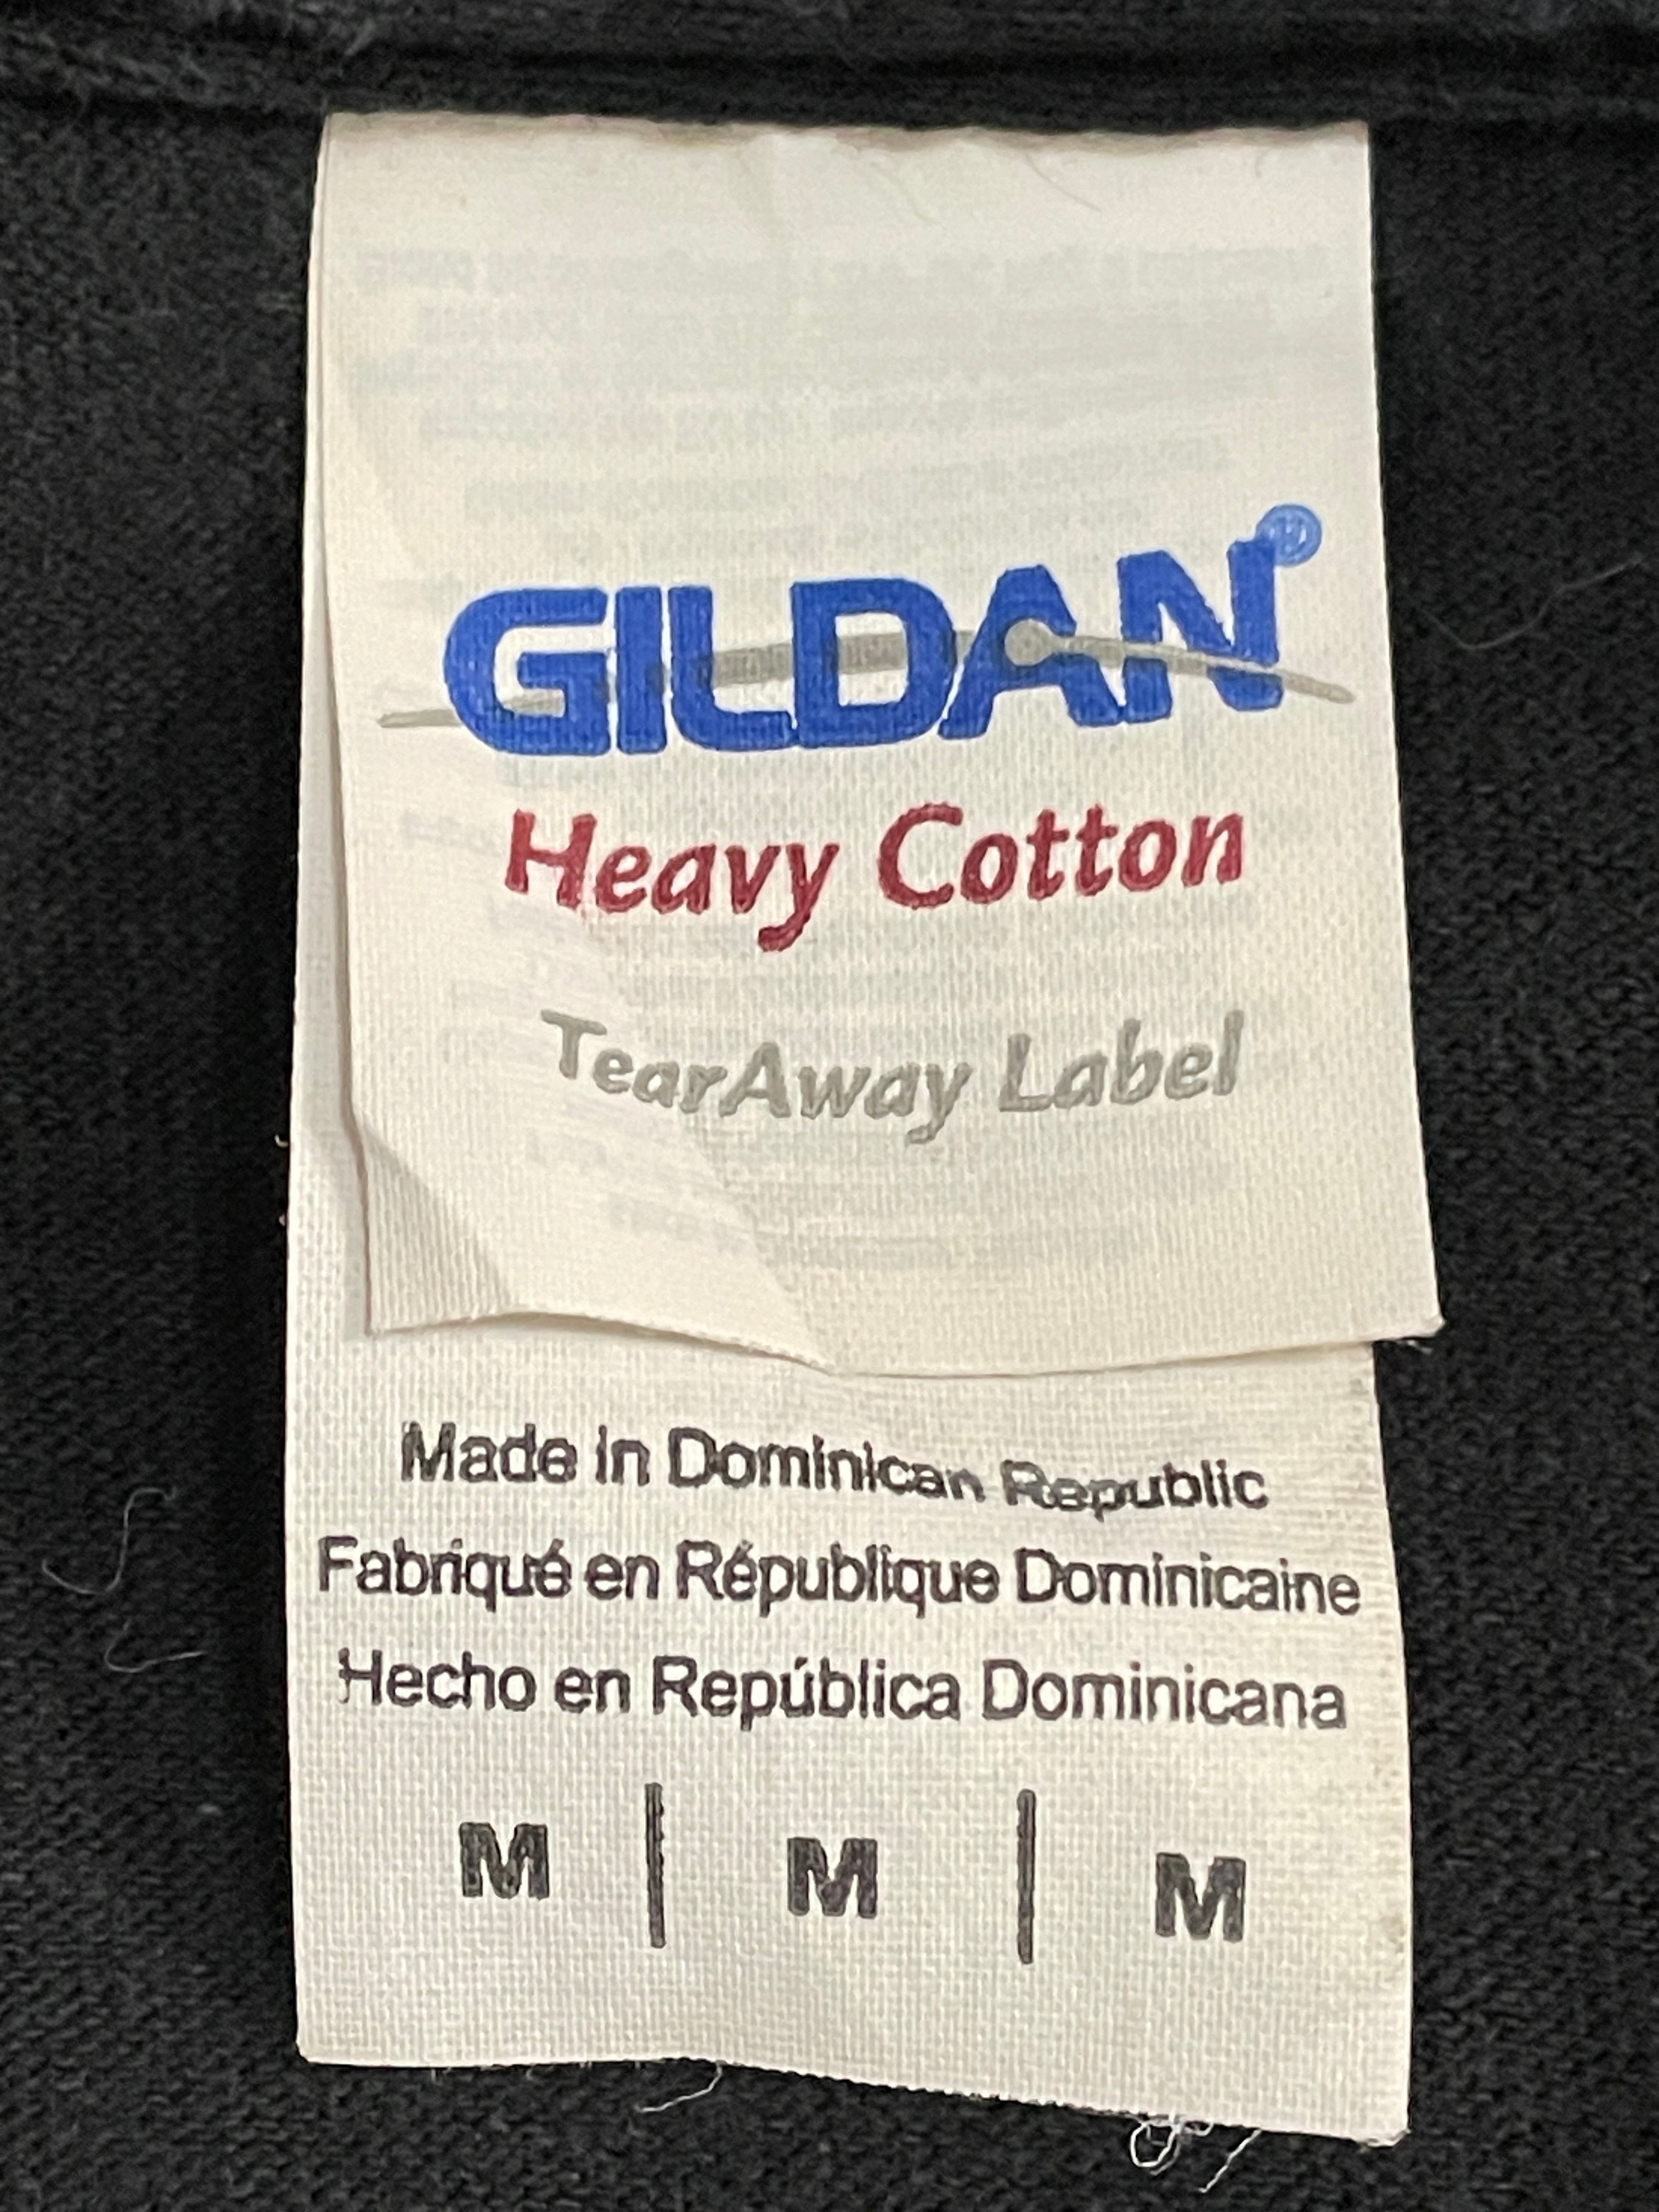 GILDAN®
Heavy Cotton
TearAway Label
Made in Dominican Republic
Fabriqué en République Dominicaine
Hecho en República Dominicana
M | M | M